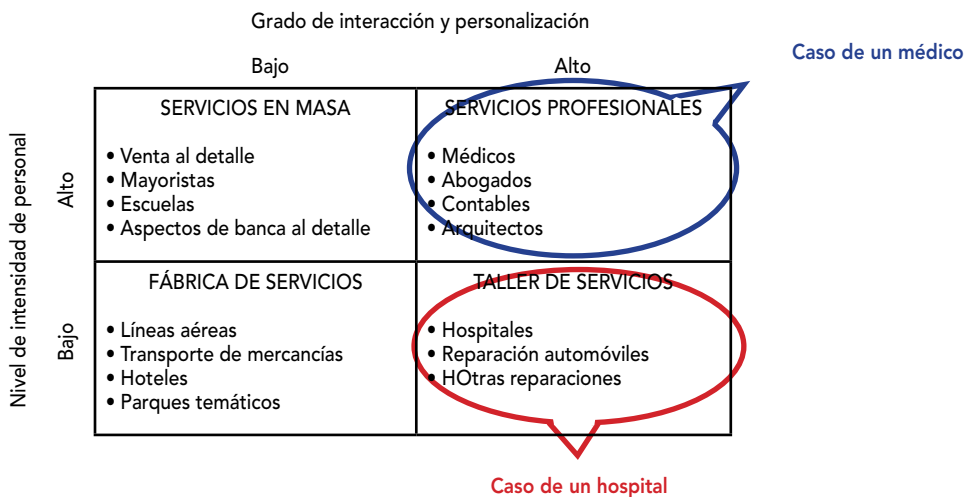 Grado de interacción y personalización
Caso de un médico
Bajo
Alto
Nivel de intensidad de personal
Alto
SERVICIOS EN MASA
• Venta al detalle
• Mayoristas
• Escuelas
• Aspectos de banca al detalle
SERVICIOS PROFESIONALES
• Médicos
• Abogados
• Contables
• Arquitectos
Bajo
FÁBRICA DE SERVICIOS
• Líneas aéreas
• Transporte de mercancías
• Hoteles
• Parques temáticos
TALLER DE SERVICIOS
• Hospitales
• Reparación automóviles
• HOtras reparaciones
Caso de un hospital